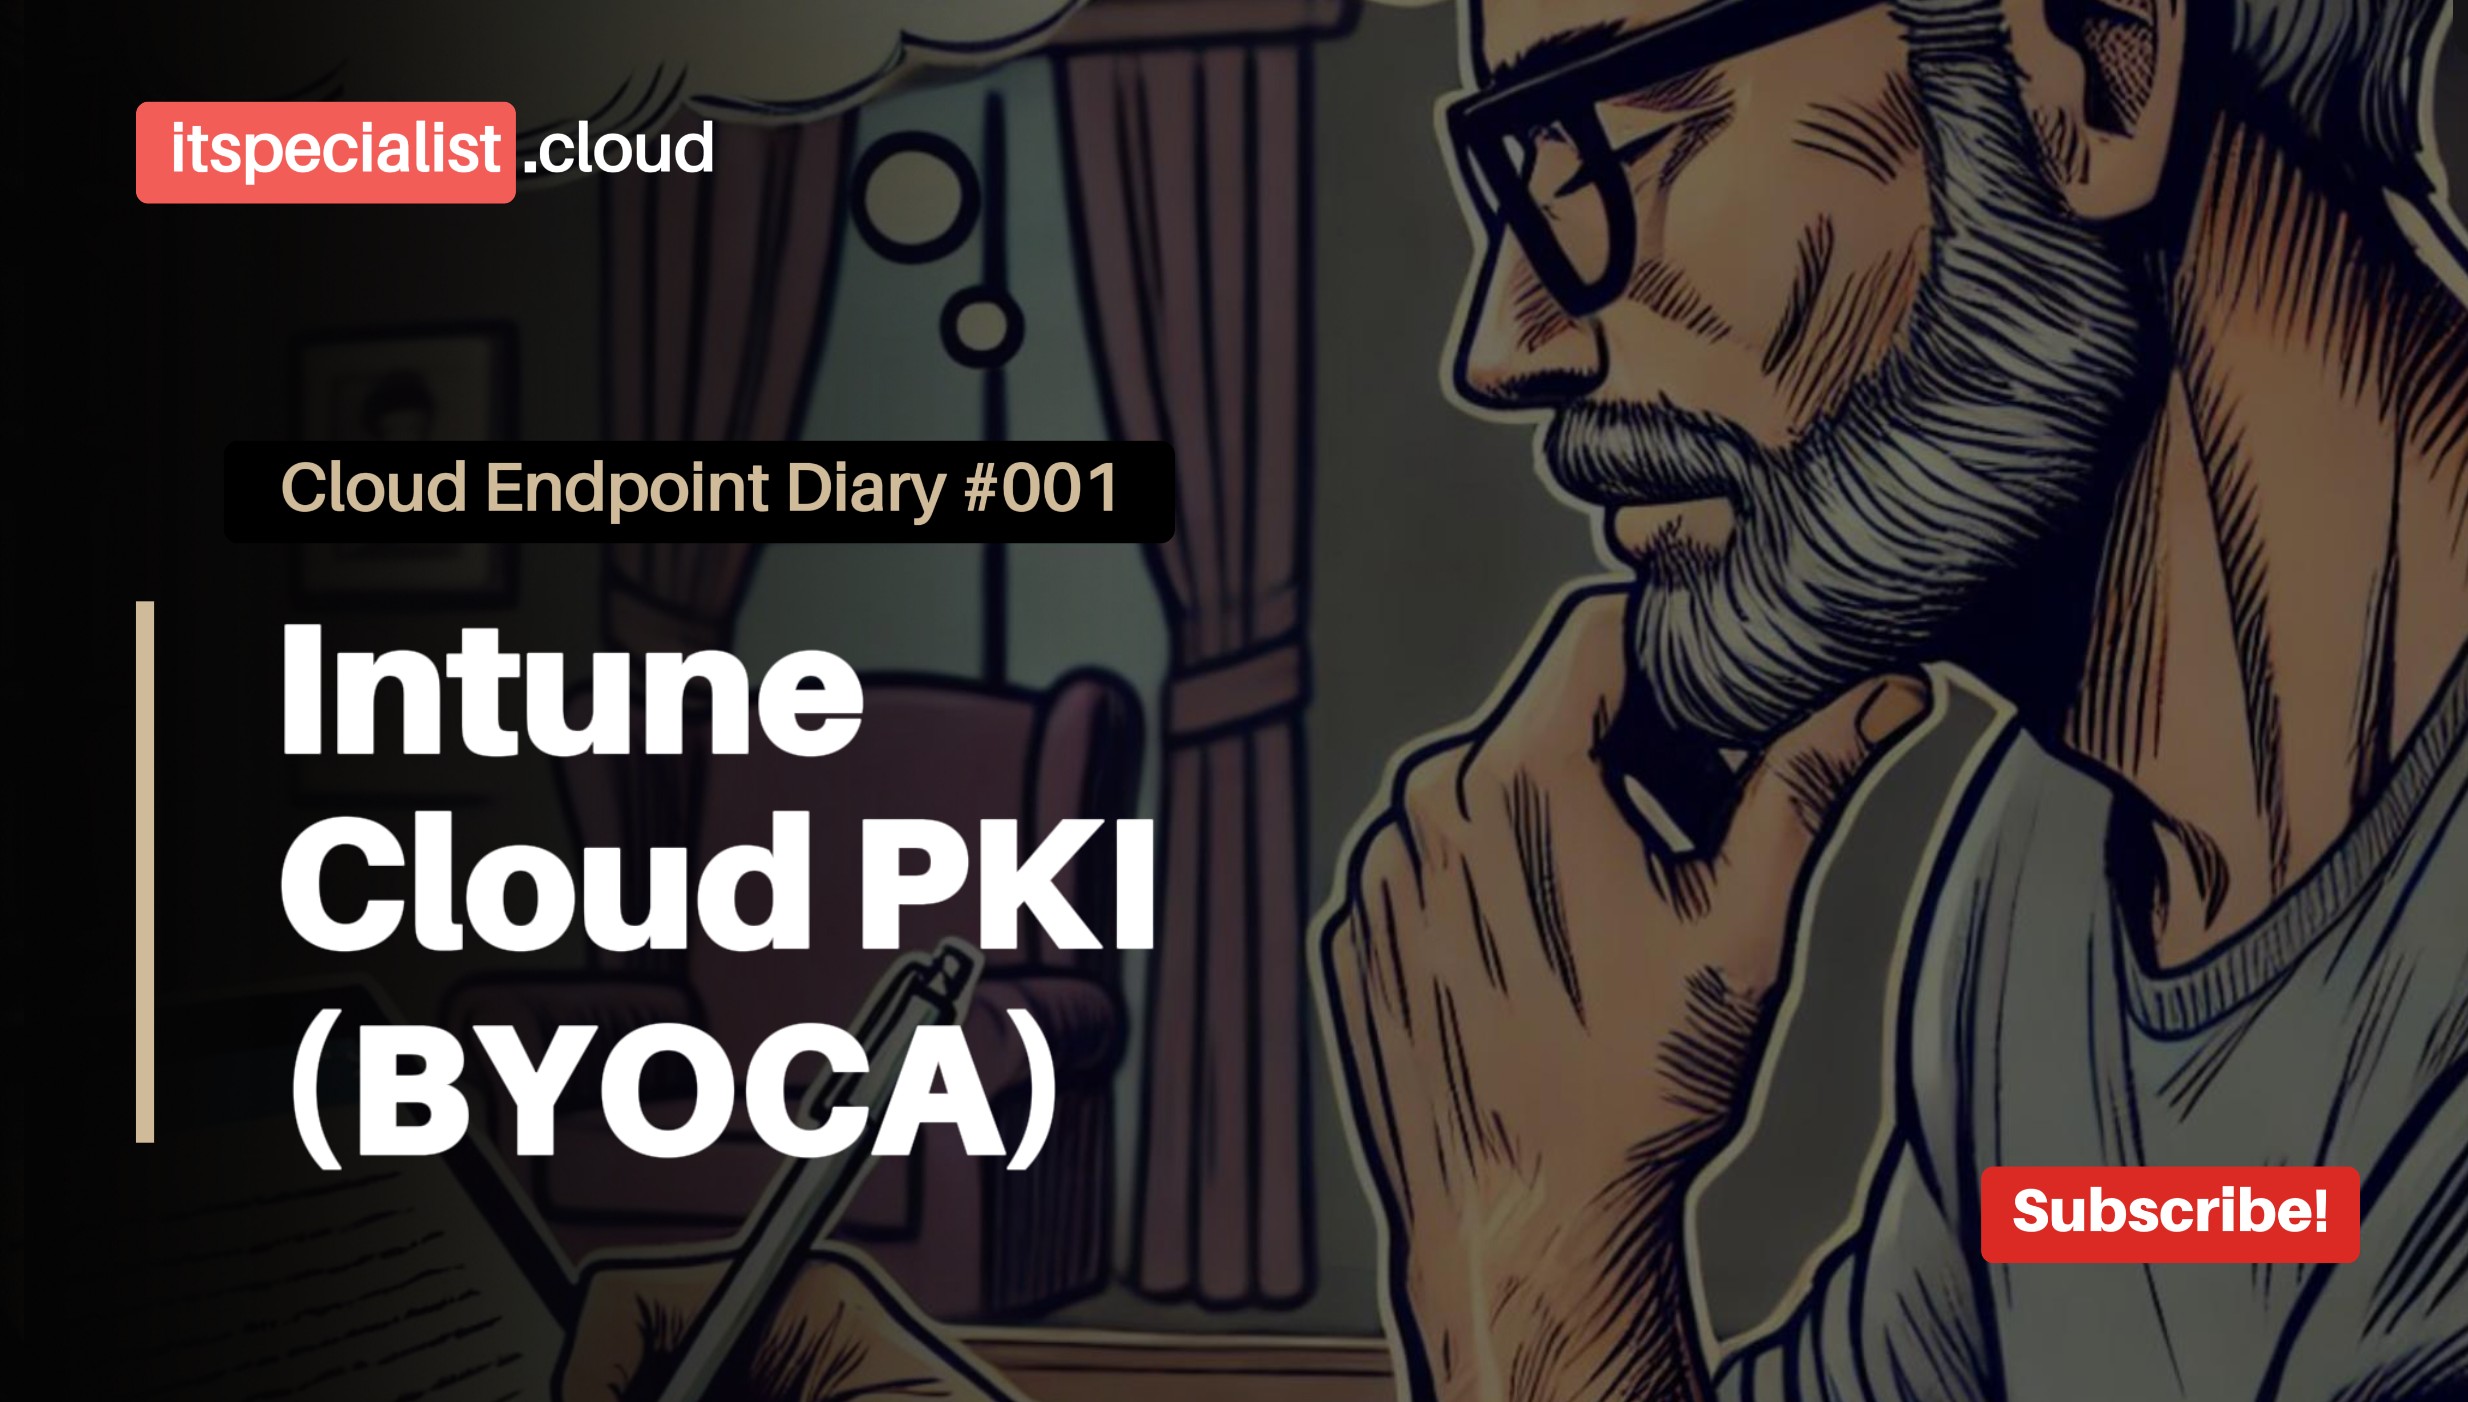 itspecialist .cloud
Cloud Endpoint Diary #001
Intune
Cloud PKI
(BYOCA)
Subscribe!